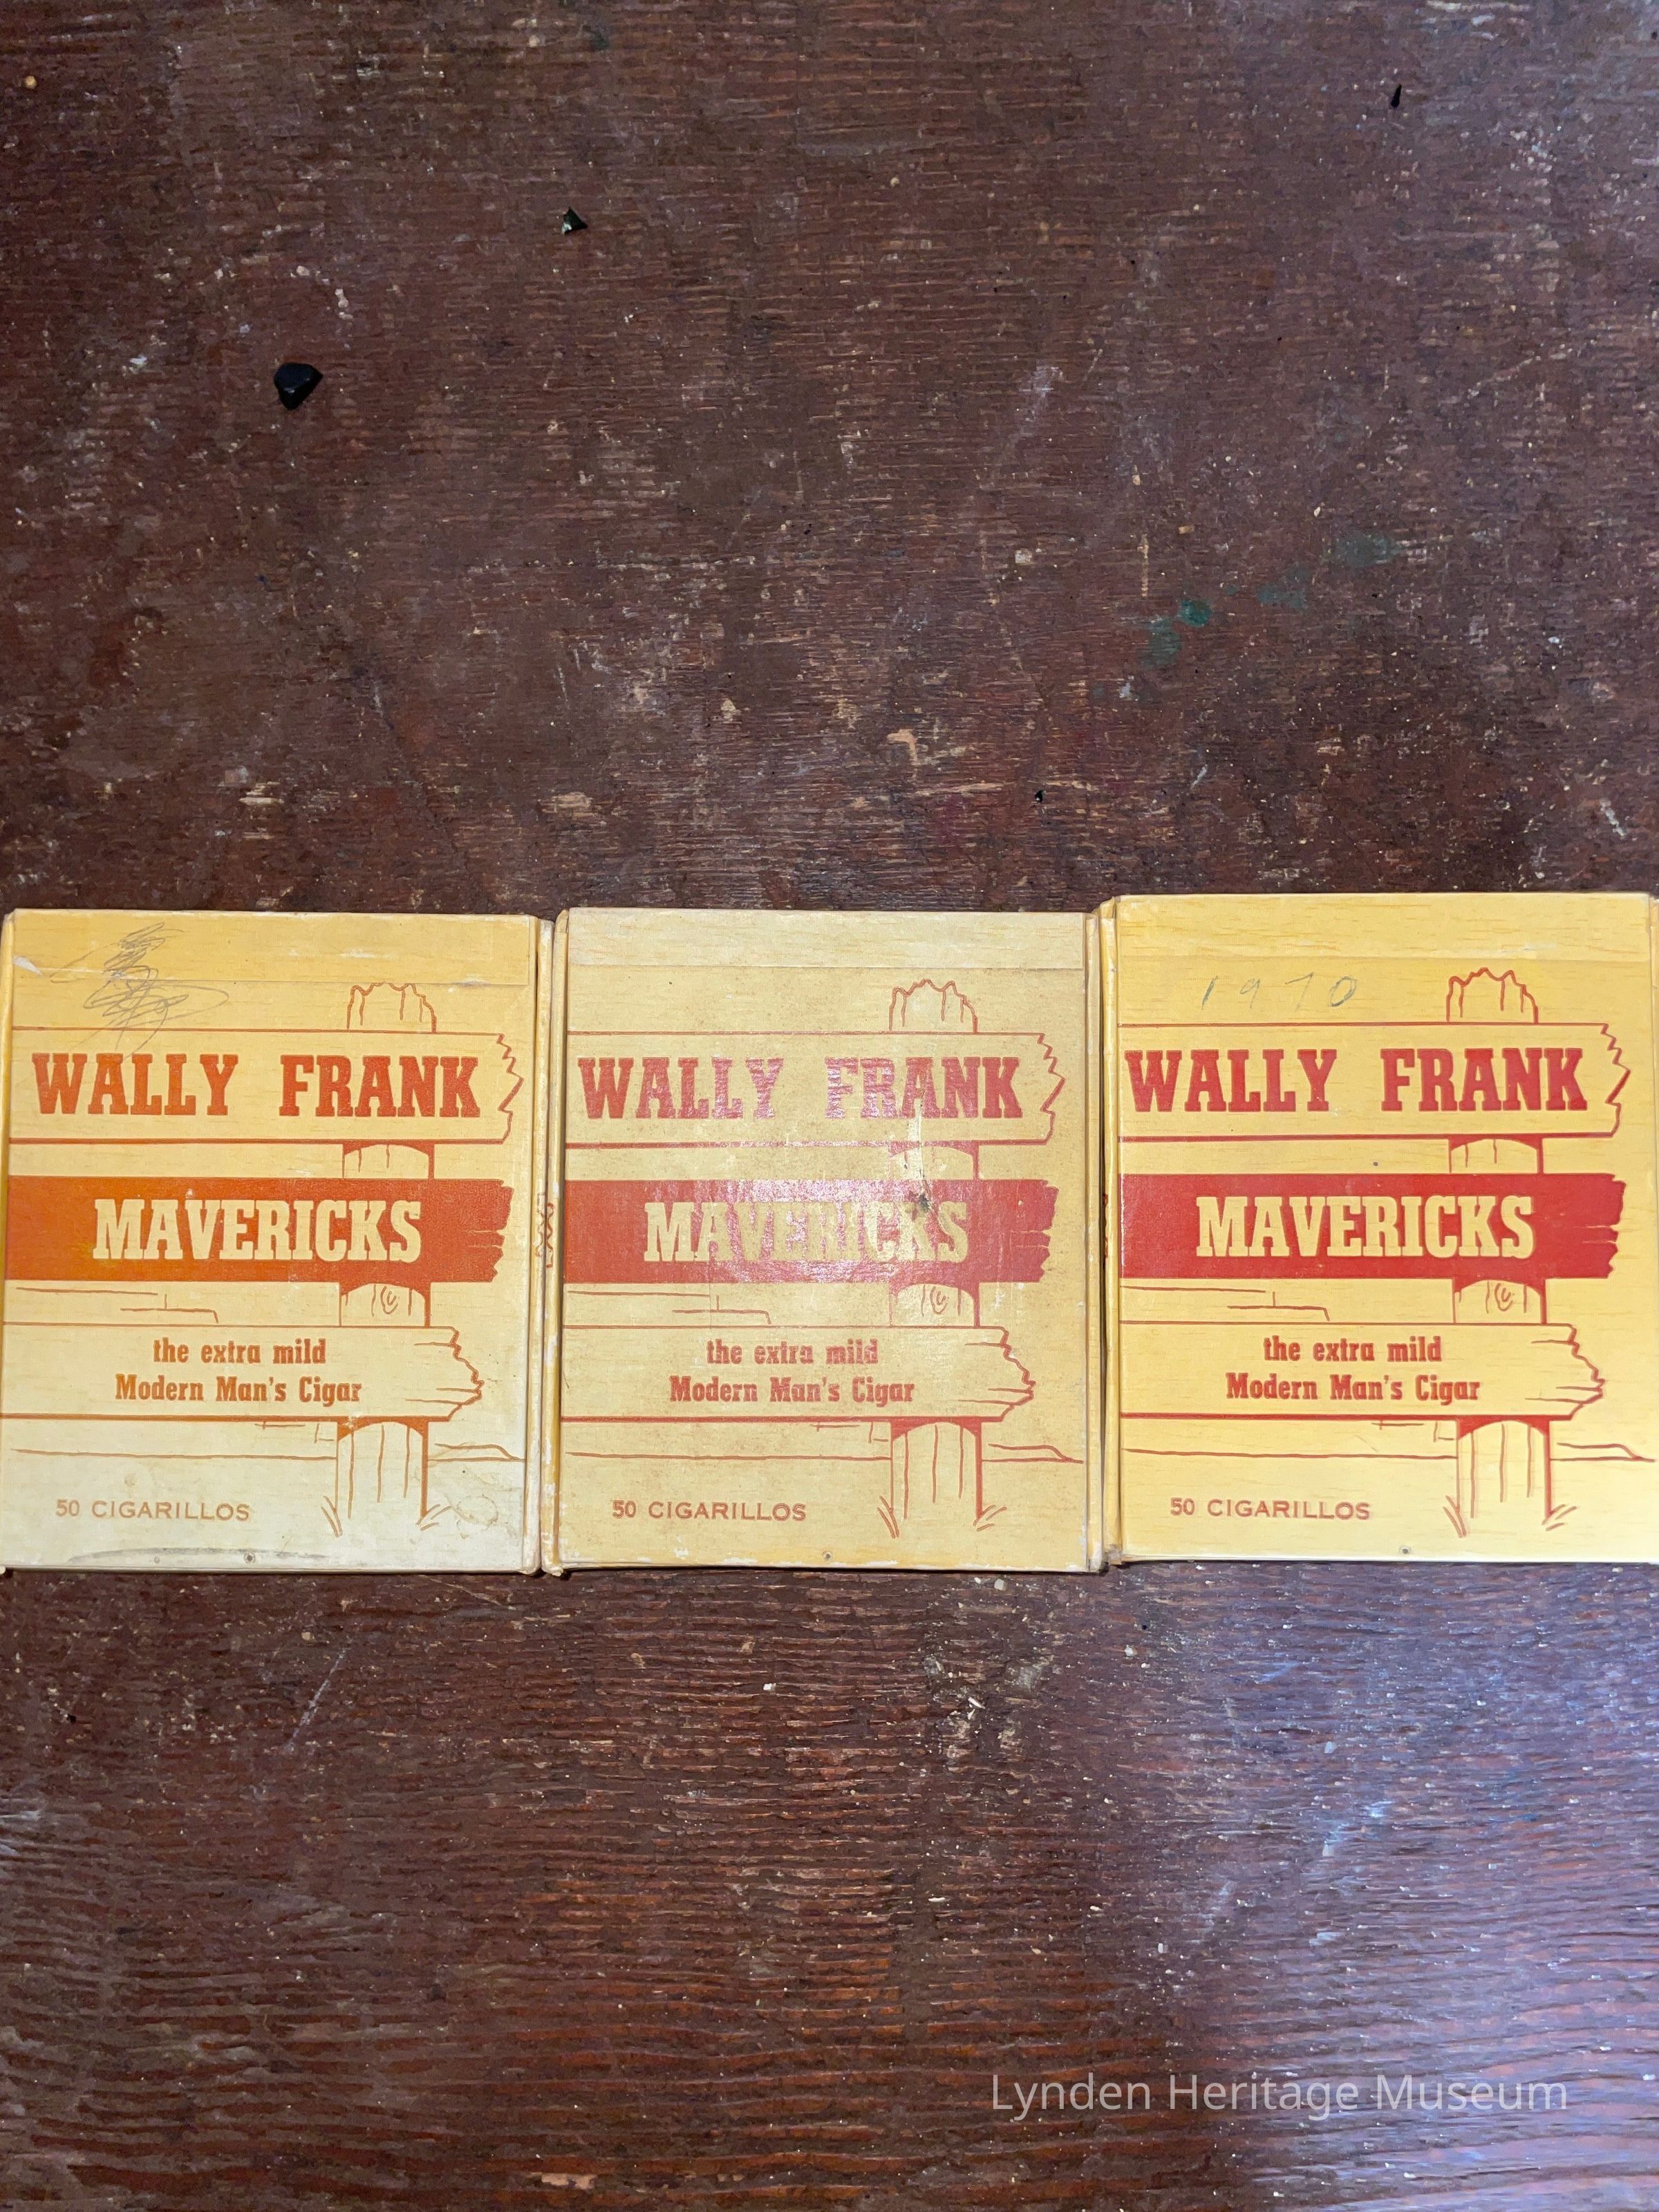 WALLY FRANK
MAVERICKS
the extra mild
Modern Man's Cigar
50 CIGARILLOS
WALLY FRANK
MAVERICKS
the extra mild
Modern Man's Cigar
50 CIGARILLOS
1970
WALLY FRANK
MAVERICKS
the extra mild
Modern Man's Cigar
50 CIGARILLOS
Lynden Heritage Museum